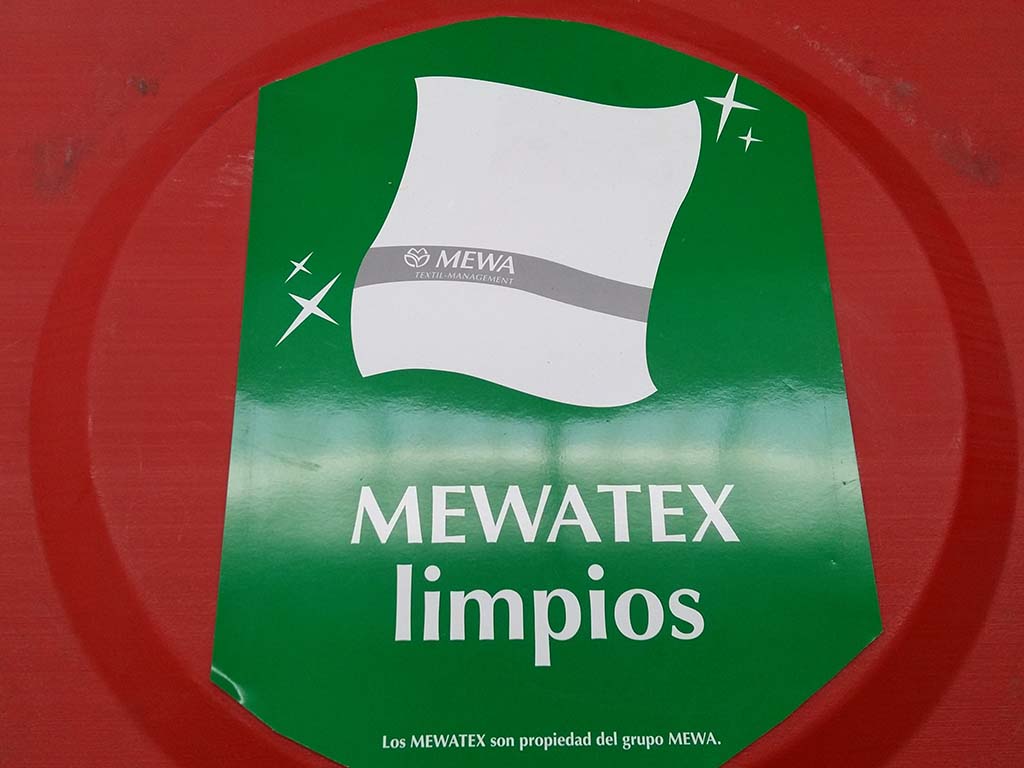 MEWA
TEXTIL-MANAGEMENT
MEWATEX
limpios
Los MEWATEX son propiedad del grupo MEWA.